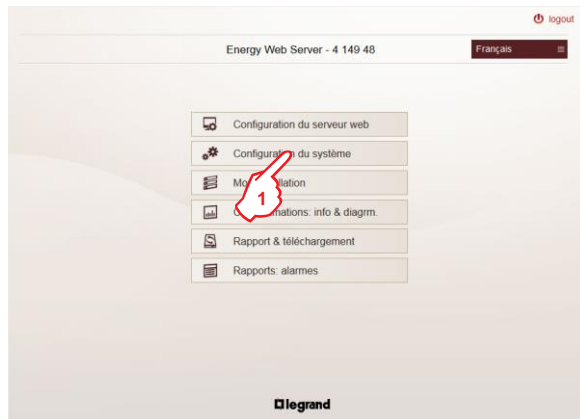 logout
Energy Web Server - 4 149 48
Français
Configuration du serveur web
Configuration du système
1
Rapport & téléchargement
info & diagrm.
Rapports: alarmes
legrand